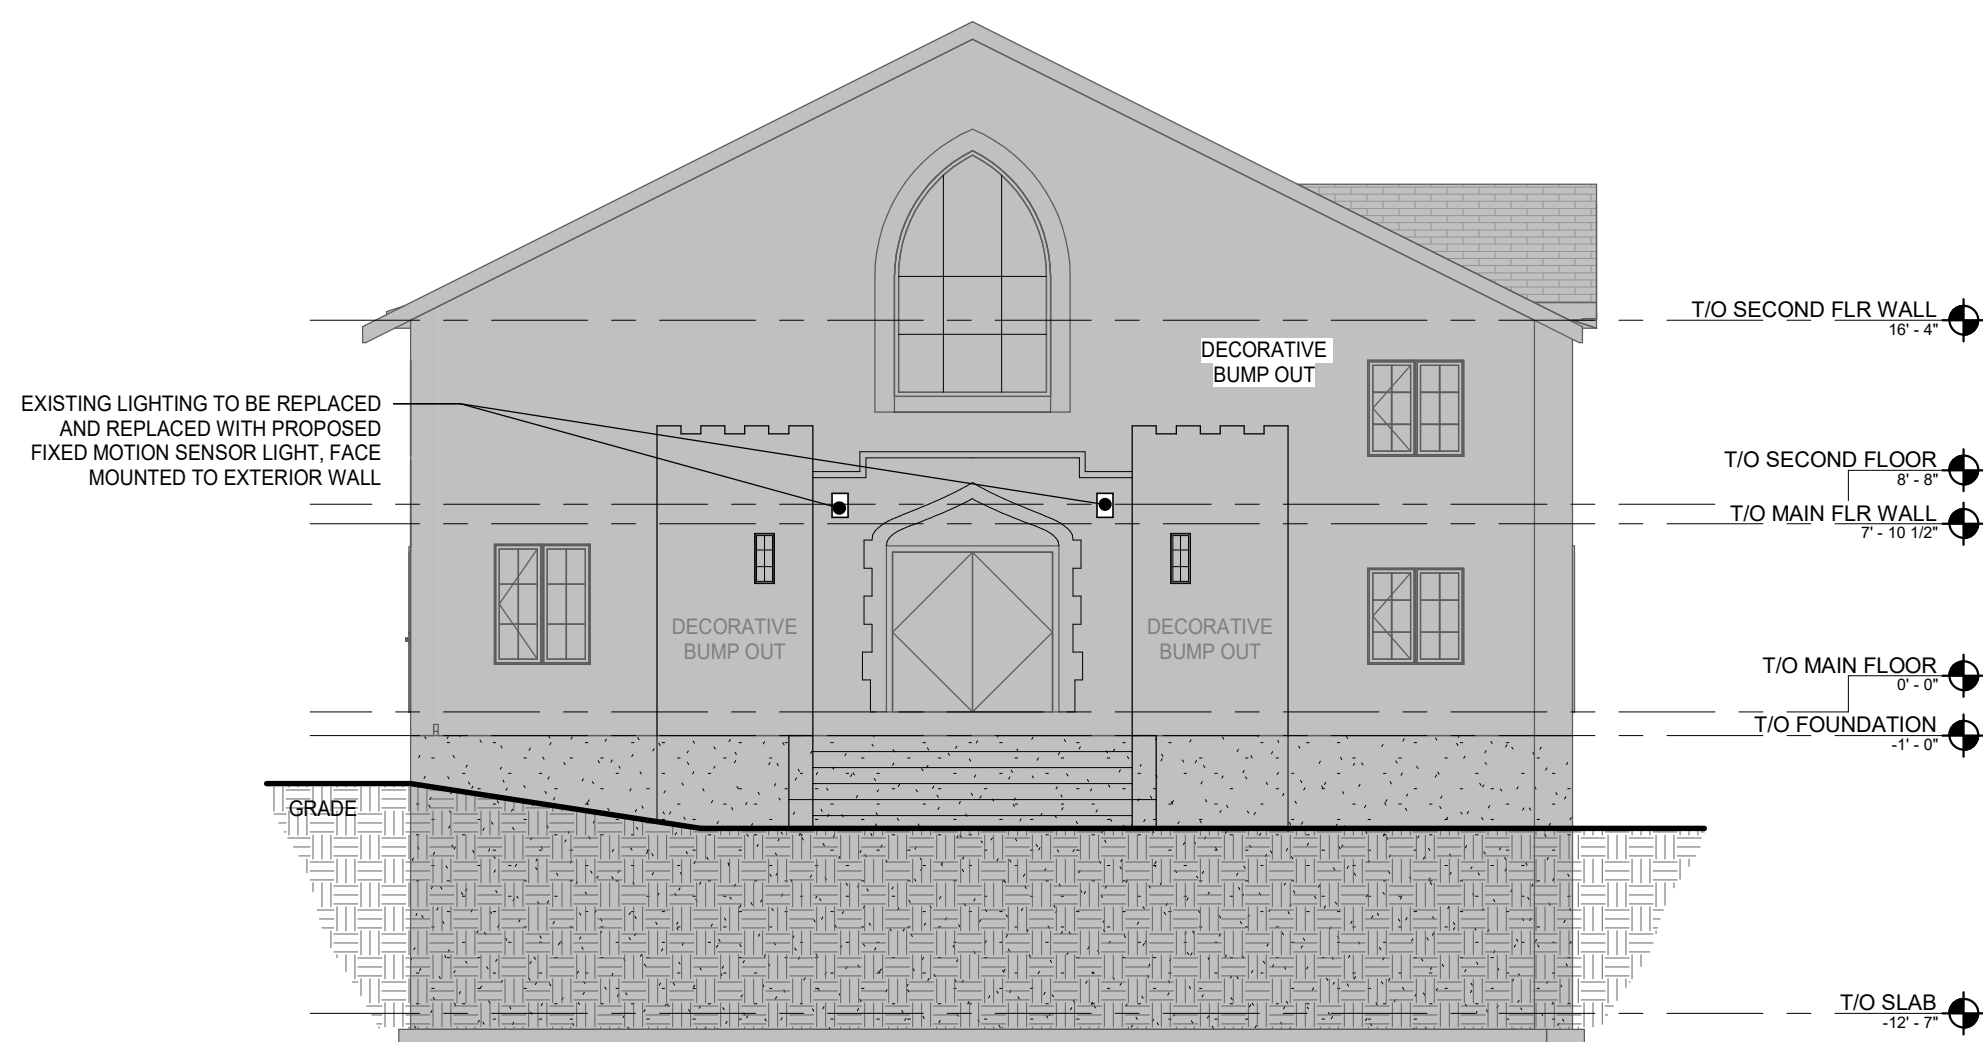 T/O SECOND FLR WALL
16' - 4"
DECORATIVE
BUMP OUT
EXISTING LIGHTING TO BE REPLACED
AND REPLACED WITH PROPOSED
FIXED MOTION SENSOR LIGHT, FACE
MOUNTED TO EXTERIOR WALL
T/O SECOND FLOOR
8' - 8"
T/O MAIN FLR WALL
7' - 10 1/2"
DECORATIVE
BUMP OUT
DECORATIVE
BUMP OUT
T/O MAIN FLOOR
0' - 0"
T/O FOUNDATION
-1' - 0"
GRADE
T/O SLAB
-12' - 7"